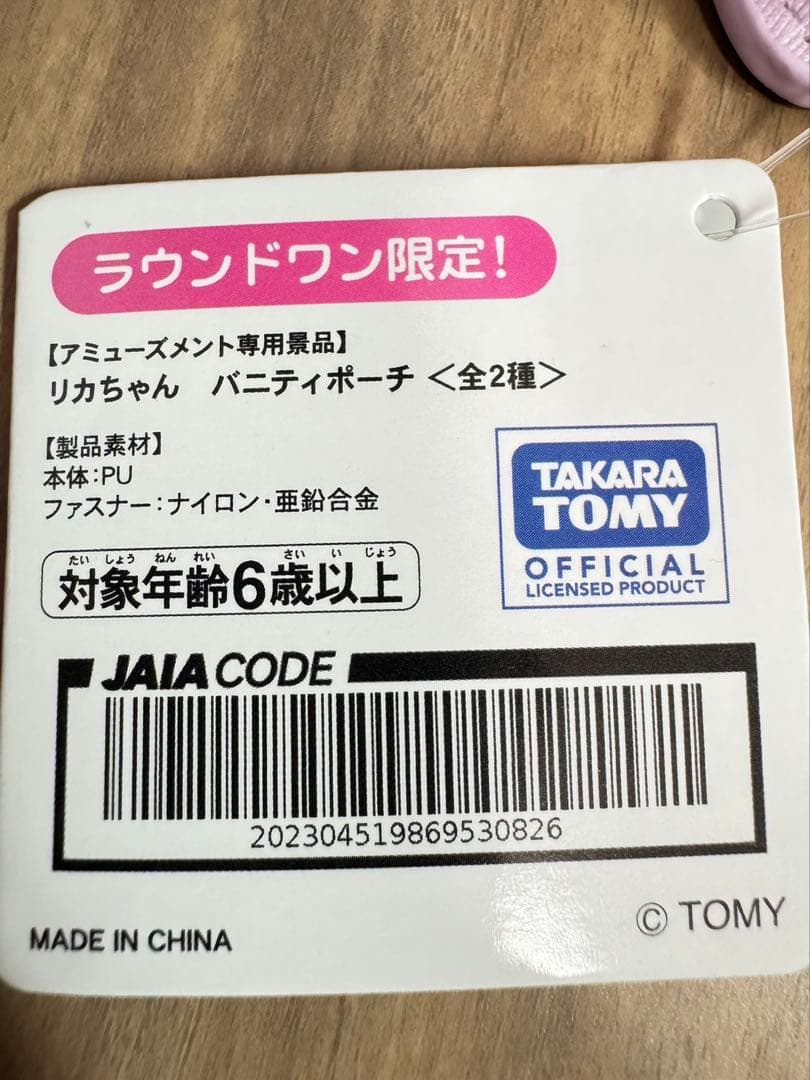 ラウンドワン限定!
【アミューズメント専用景品】
リカちゃん　バニティポーチ <全2種>
【製品素材】
本体:PU
ファスナー:ナイロン・亜鉛合金
TAKARA
TOMY
OFFICIAL
LICENSED PRODUCT
たいしょうねんれい さいいじょう
対象年齢6歳以上
JAIA CODE
202304519869530826
MADE IN CHINA
© TOMY